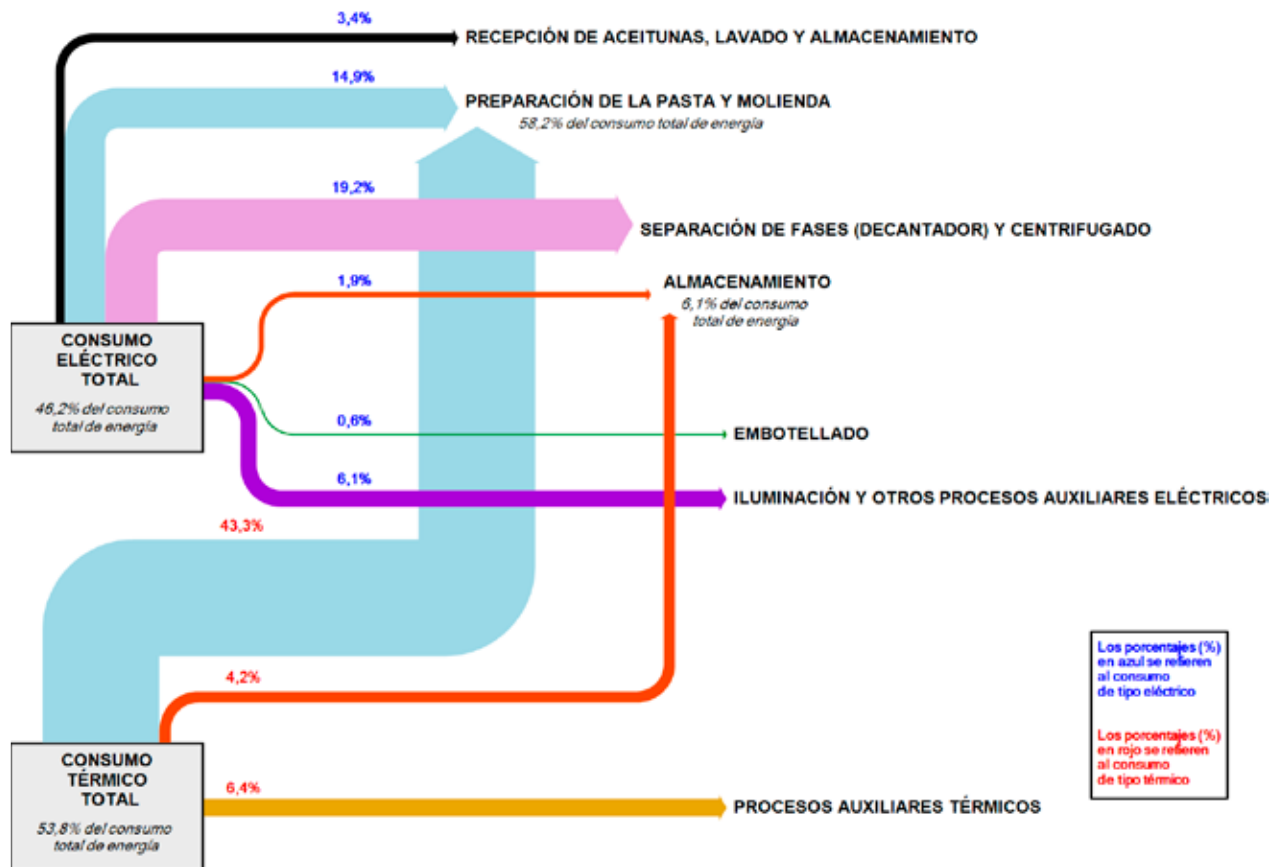 3,4%
RECEPCIÓN DE ACEITUNAS, LAVADO Y ALMACENAMIENTO
14,9%
PREPARACIÓN DE LA PASTA Y MOLIENDA
58,2% del consumo total de energía
19,2%
SEPARACIÓN DE FASES (DECANTADOR) Y CENTRIFUGADO
1,9%
ALMACENAMIENTO
6,1% del consumo
total de energía
CONSUMO
ELÉCTRICO
TOTAL
46,2% del consumo
total de energía
0,6%
EMBOTELLADO
6,1%
ILUMINACIÓN Y OTROS PROCESOS AUXILIARES ELÉCTRICOS
43,3%
4,2%
CONSUMO
TÉRMICO
TOTAL
53,8% del consumo
total de energía
6,4%
PROCESOS AUXILIARES TÉRMICOS
Los porcentajes (%)
en azul se refieren
al consumo
de tipo eléctrico
Los porcentajes (%)
en rojo se refieren
al consumo
de tipo térmico